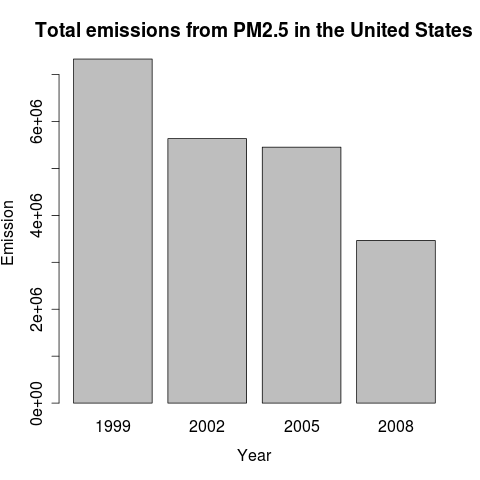 Total emissions from PM2.5 in the United States
Emission
6e+06
4e+06
2e+06
0e+00
1999 2002 2005 2008
Year